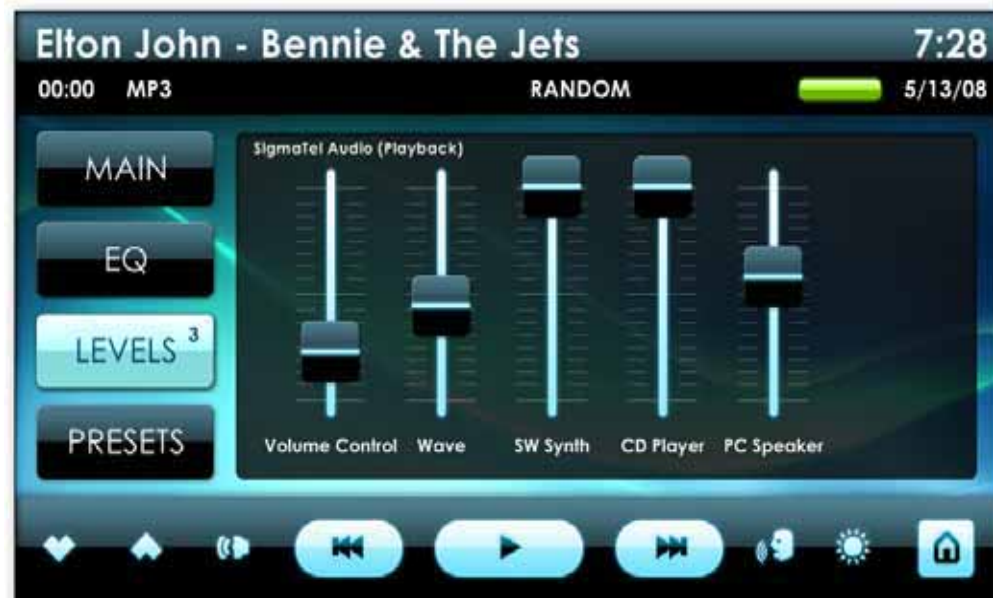 Elton John - Bennie & The Jets 7:28
00:00 MP3 RANDOM 5/13/08
MAIN
EQ
LEVELS 3
PRESETS
SigmaTel Audio (Playback)
Volume Control Wave SW Synth CD Player PC Speaker